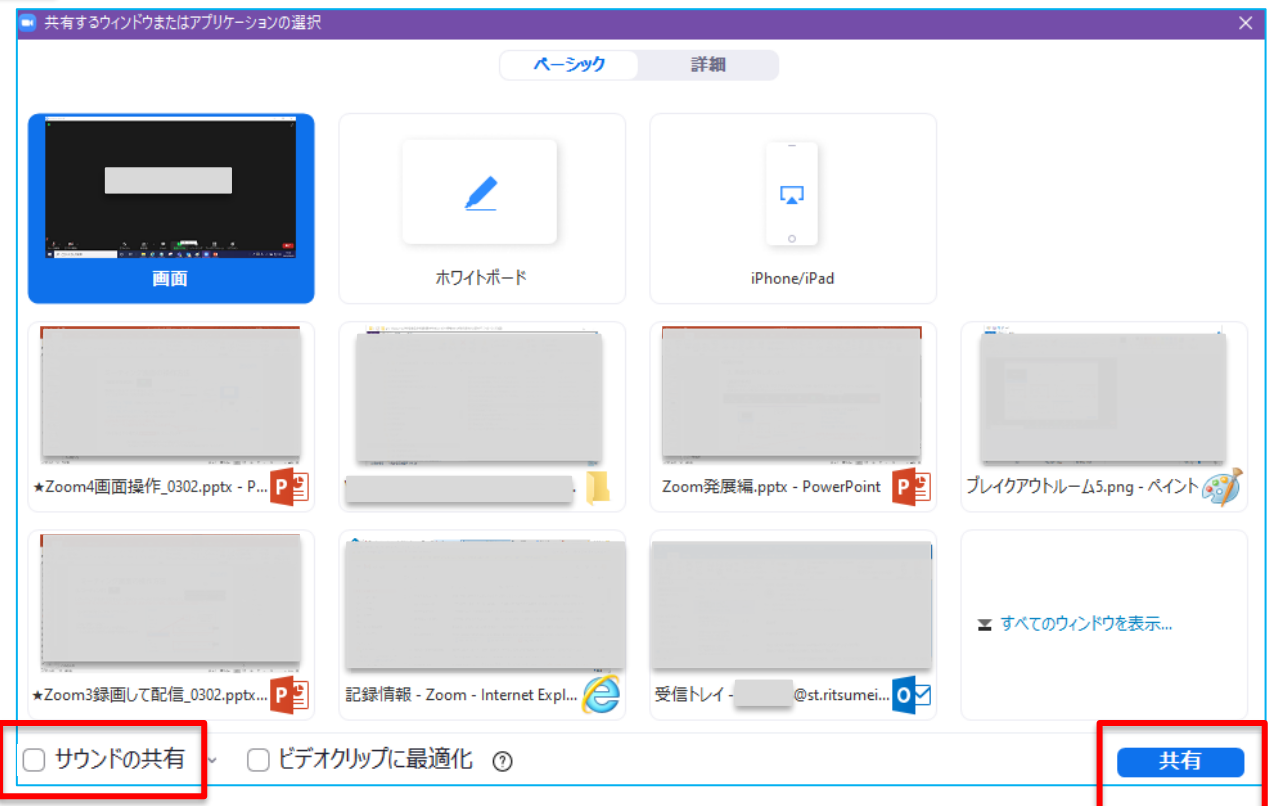 共有するウィンドウまたはアプリケーションの選択
ベーシック 詳細
画面 ホワイトボード iPhone/iPad
★Zoom4画面操作_0302.pptx - P... Zoom発展編.pptx - PowerPoint ブレイクアウトルーム5.png - ペイント
すべてのウィンドウを表示...
★Zoom3録画して配信_0302.pptx... 記録情報 - Zoom - Internet Expl... 受信トレイ - @st.ritsumei...
サウンドの共有 ビデオクリップに最適化 共有